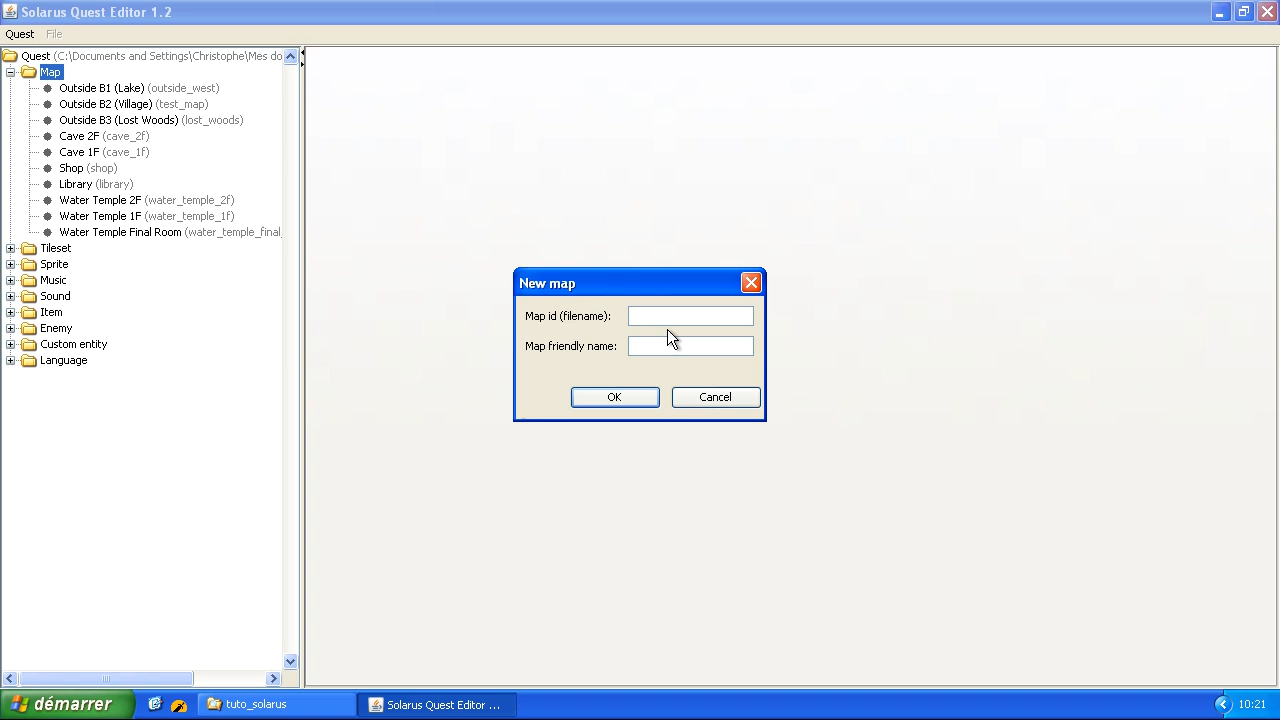 Solarus Quest Editor 1.2
Quest File
Quest (C:\Documents and Settings\Christophe\Mes do
Map
Outside B1 (Lake) (outside_west)
Outside B2 (Village) (test_map)
Outside B3 (Lost Woods) (lost_woods)
Cave 2F (cave_2f)
Cave 1F (cave_1f)
Shop (shop)
Library (library)
Water Temple 2F (water_temple_2f)
Water Temple 1F (water_temple_1f)
Water Temple Final Room (water_temple_final_
Tileset
Sprite
Music
Sound
Item
Enemy
Custom entity
Language
New map
Map id (filename):
Map friendly name:
OK Cancel
démarrer tuto_solarus Solarus Quest Editor ... 10:21